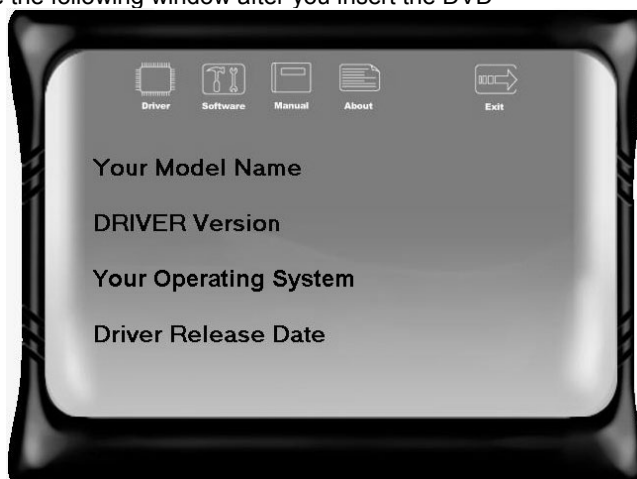 the following window after you insert the DVD
Driver Software Manual About Exit
Your Model Name
DRIVER Version
Your Operating System
Driver Release Date